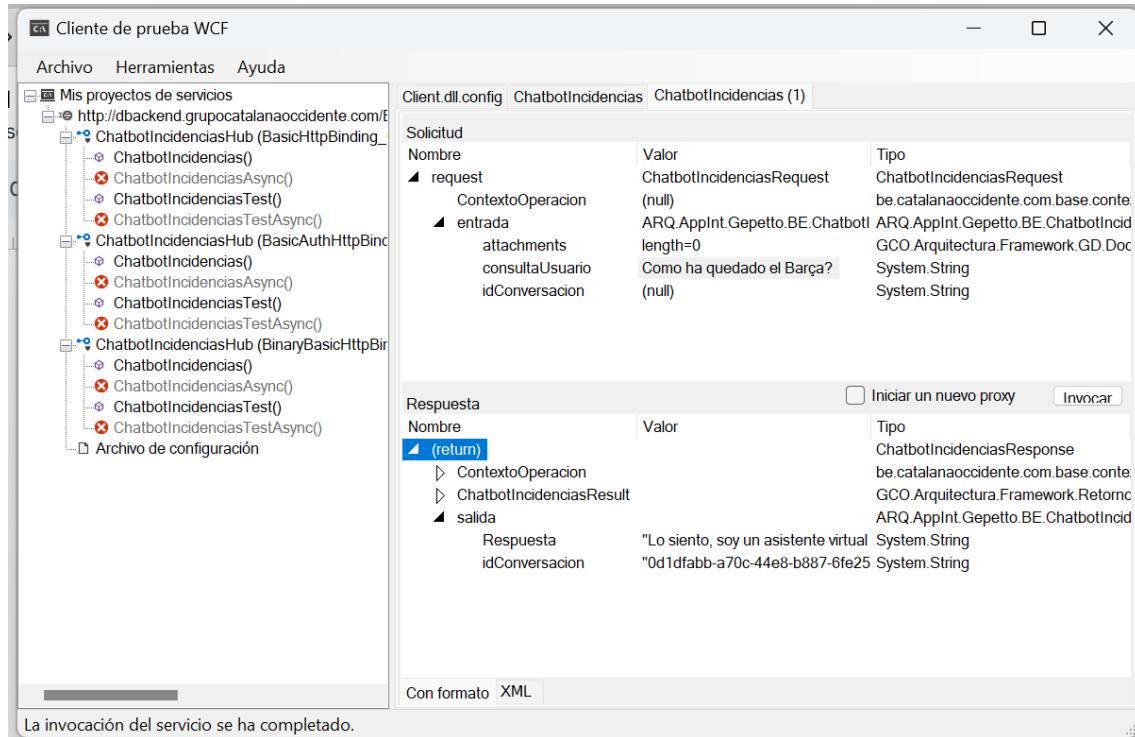 Cliente de prueba WCF
Archivo Herramientas Ayuda
Mis proyectos de servicios
http://dbackend.grupocatalanaoccidente.com/E
ChatbotIncidenciasHub (BasicHttpBinding_
ChatbotIncidencias()
ChatbotIncidenciasAsync()
ChatbotIncidenciasTest()
ChatbotIncidenciasTestAsync()
ChatbotIncidenciasHub (BasicAuthHttpBind
ChatbotIncidencias()
ChatbotIncidenciasAsync()
ChatbotIncidenciasTest()
ChatbotIncidenciasTestAsync()
ChatbotIncidenciasHub (BinaryBasicHttpBir
ChatbotIncidencias()
ChatbotIncidenciasAsync()
ChatbotIncidenciasTest()
ChatbotIncidenciasTestAsync()
Archivo de configuración
Client.dll.config ChatbotIncidencias ChatbotIncidencias (1)
Solicitud
Nombre Valor Tipo
request ChatbotIncidenciasRequest ChatbotIncidenciasRequest
ContextoOperacion (null) be.catalanaoccidente.com.base.conte
entrada ARQ.AppInt.Gepetto.BE.ChatbotI ARQ.AppInt.Gepetto.BE.ChatbotIncid
attachments length=0 GCO.Arquitectura.Framework.GD.Doc
consultaUsuario Como ha quedado el Barça? System.String
idConversacion (null) System.String
Respuesta Iniciar un nuevo proxy Invocar
Nombre Valor Tipo
(return) ChatbotIncidenciasResponse
ContextoOperacion be.catalanaoccidente.com.base.conte
ChatbotIncidenciasResult GCO.Arquitectura.Framework.Retorno
salida ARQ.AppInt.Gepetto.BE.ChatbotIncid
Respuesta "Lo siento, soy un asistente virtual System.String
idConversacion "0d1dfabb-a70c-44e8-b887-6fe25 System.String
Con formato XML
La invocación del servicio se ha completado.